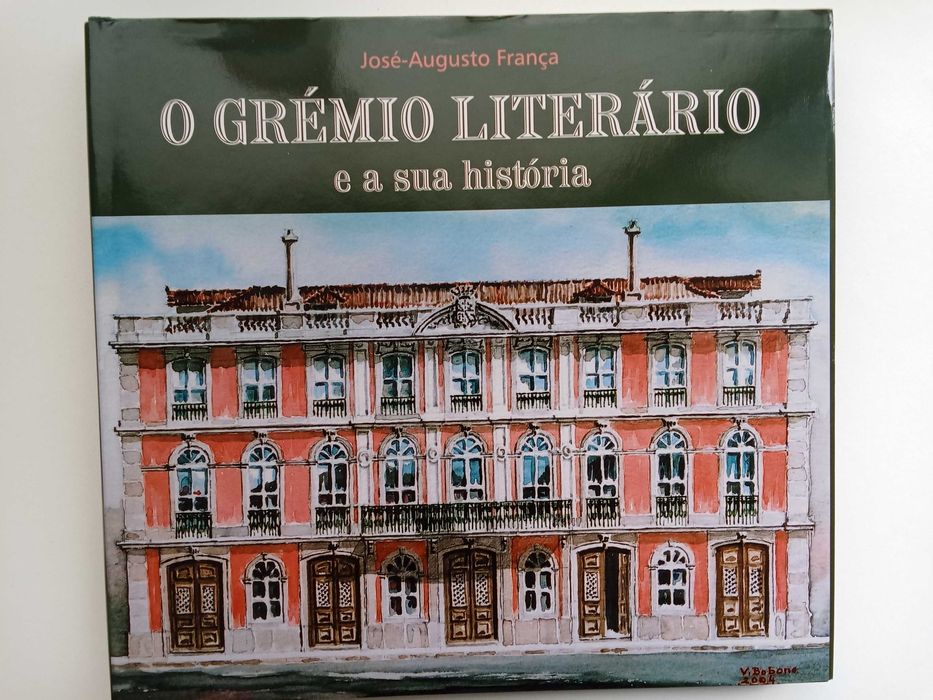 José-Augusto França
O GRÉMIO LITERÁRIO
e a sua história
V. Bobone
2004